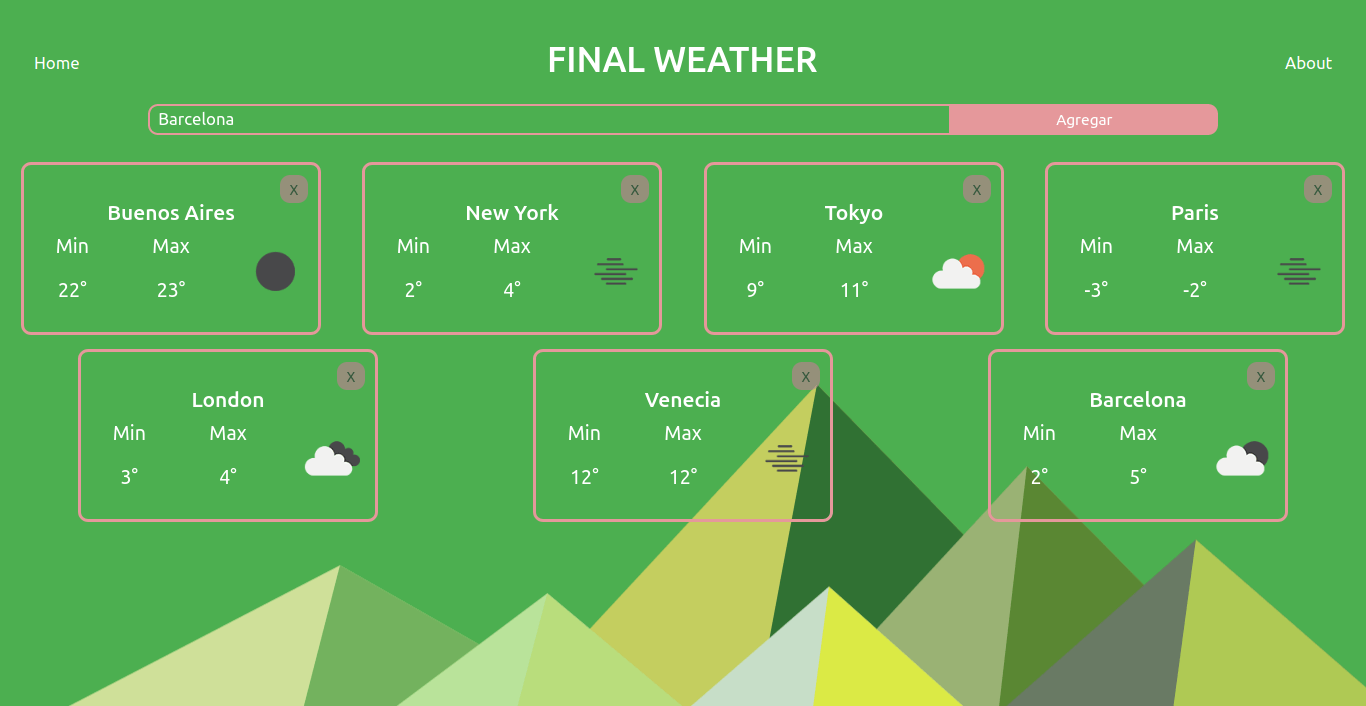 Home
FINAL WEATHER
About
Barcelona
Agregar
X
Buenos Aires
Min Max
22° 23°
X
New York
Min Max
2° 4°
X
Tokyo
Min Max
9° 11°
X
Paris
Min Max
-3° -2°
X
London
Min Max
3° 4°
X
Venecia
Min Max
12° 12°
X
Barcelona
Min Max
2° 5°